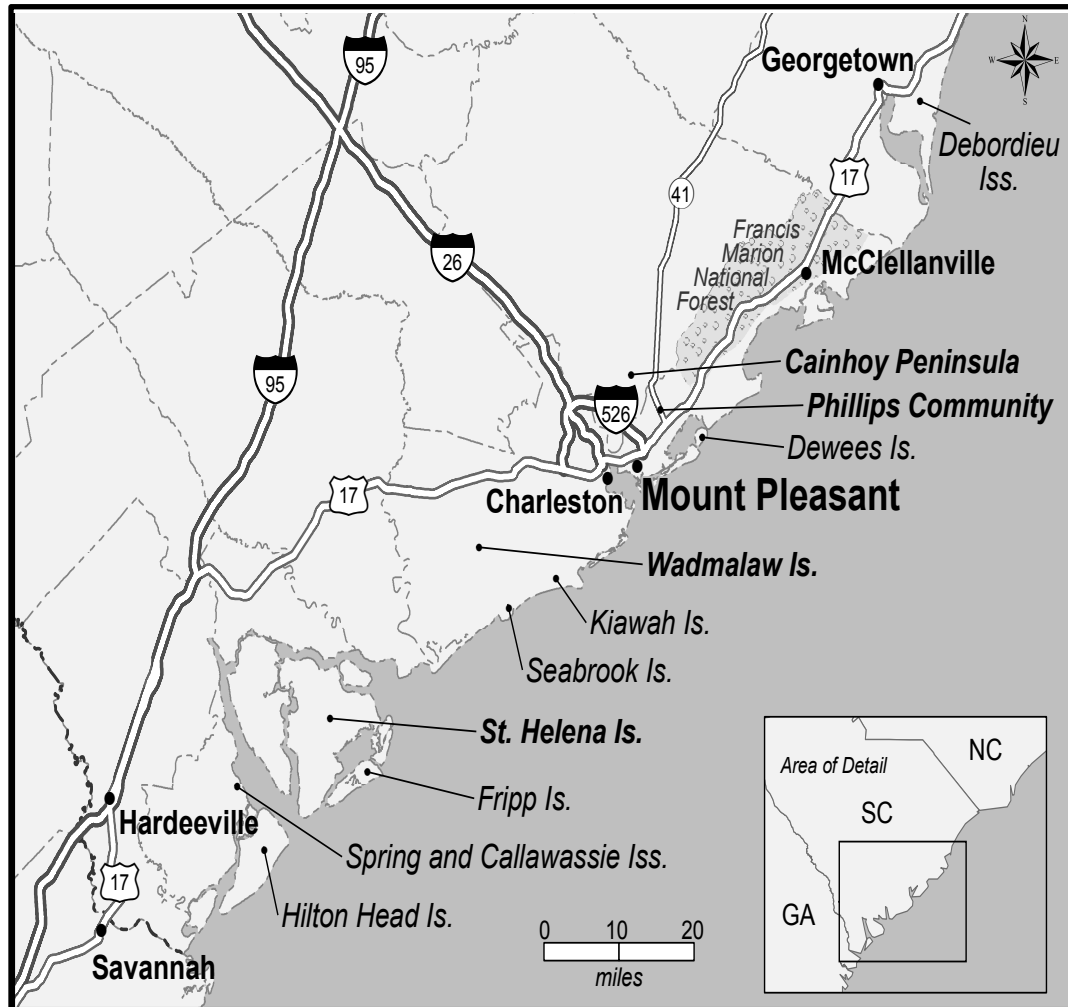 N
W
E
S
95
Georgetown
Debordieu
Iss.
17
41
26
Francis
Marion
National
Forest
McClellanville
95
Cainhoy Peninsula
526
Phillips Community
Dewees Is.
17
Charleston
Mount Pleasant
Wadmalaw Is.
Kiawah Is.
Seabrook Is.
St. Helena Is.
Fripp Is.
Hardeeville
Spring and Callawassie Iss.
17
Hilton Head Is.
Savannah
0 10 20
miles
NC
Area of Detail
SC
GA